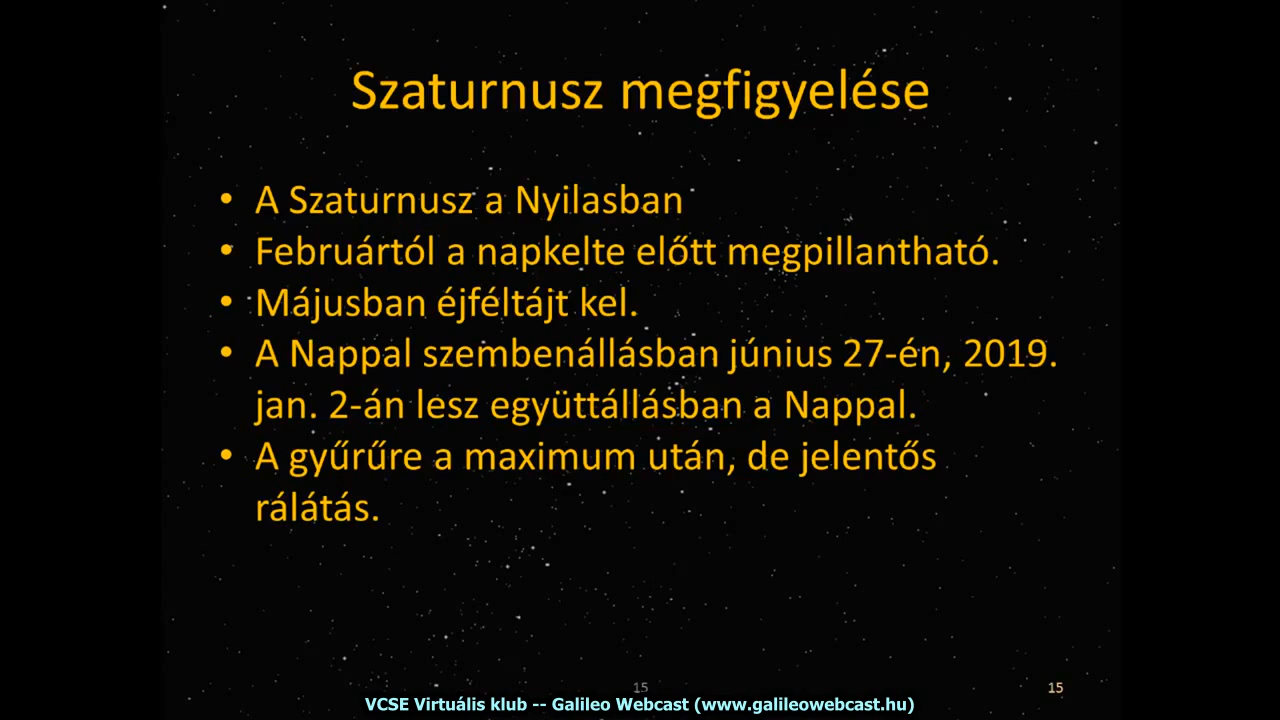 Szaturnusz megfigyelése
• A Szaturnusz a Nyilasban
• Februártól a napkelte előtt megpillantható.
• Májusban éjféltájt kel.
• A Nappal szembenállásban június 27-én, 2019.
jan. 2-án lesz együttállásban a Nappal.
• A gyűrűre a maximum után, de jelentős
rálátás.
15
15
VCSE Virtuális klub -- Galileo Webcast (www.galileowebcast.hu)